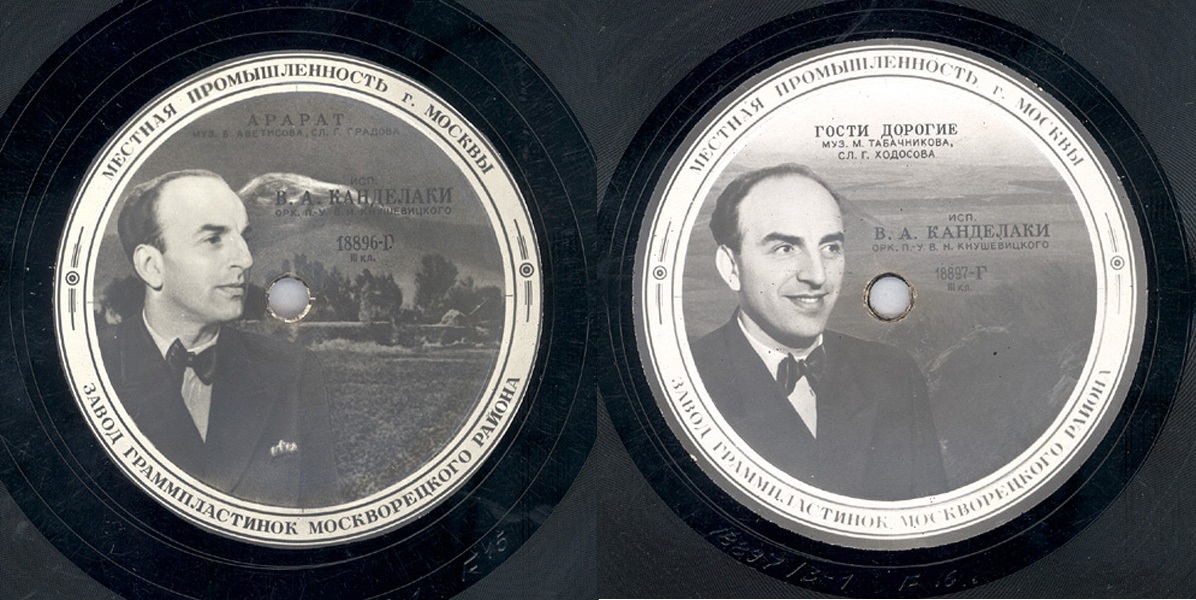 МЕСТНАЯ ПРОМЫШЛЕННОСТЬ г. МОСКВЫ
АРАРАТ
МУЗ. Б. АВЕТИСОВА, СЛ. Г. ГРАДОВА
ИСП.
В. А. КАНДЕЛАКИ
ОРК. П.-У В. Н. КНУШЕВИЦКОГО
18896-Г
III КЛ.
ЗАВОД ГРАММПЛАСТИНОК МОСКВОРЕЦКОГО РАЙОНА
МЕСТНАЯ ПРОМЫШЛЕННОСТЬ г. МОСКВЫ
ГОСТИ ДОРОГИЕ
МУЗ. М. ТАБАЧНИКОВА,
СЛ. Г. ХОДОСОВА
ИСП.
В. А. КАНДЕЛАКИ
ОРК. П-У В. Н. КНУШЕВИЦКОГО
18897-Г
III КЛ.
ЗАВОД ГРАММПЛАСТИНОК МОСКВОРЕЦКОГО РАЙОНА